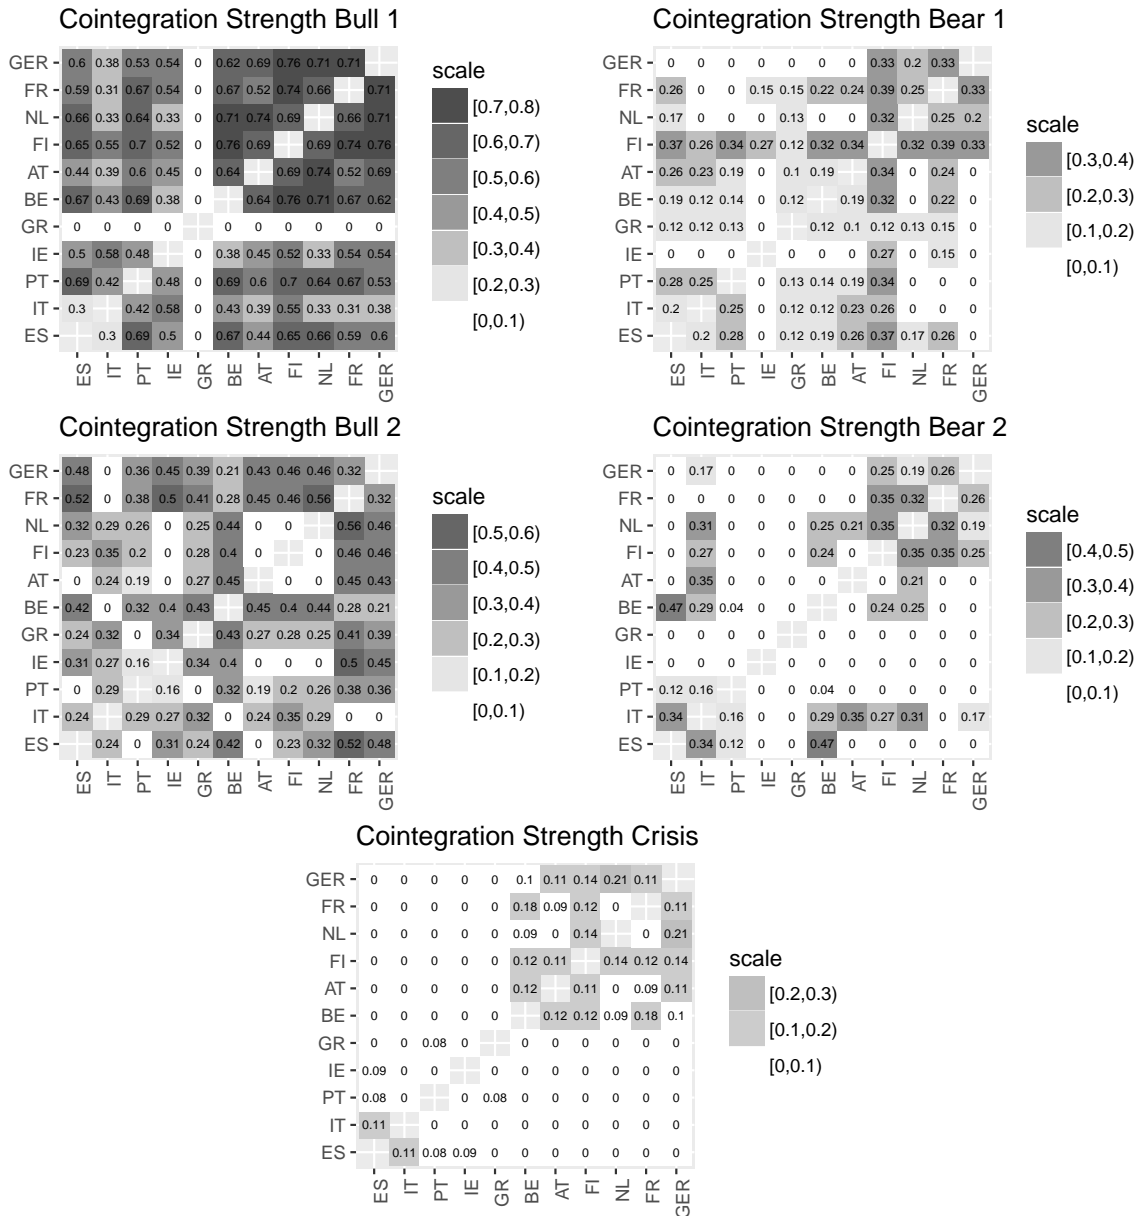 Cointegration Strength Bull 1
GER 0.6 0.38 0.53 0.54 0 0.62 0.69 0.76 0.71 0.71
FR 0.59 0.31 0.67 0.54 0 0.67 0.52 0.74 0.66 0.71
NL 0.66 0.33 0.64 0.33 0 0.71 0.74 0.69 0.66 0.71
FI 0.65 0.55 0.7 0.52 0 0.76 0.69 0.69 0.74 0.76
AT 0.44 0.39 0.6 0.45 0 0.64 0.69 0.74 0.52 0.69
BE 0.67 0.43 0.69 0.38 0 0.64 0.76 0.71 0.67 0.62
GR 0 0 0 0 0 0 0 0 0 0
IE 0.5 0.58 0.48 0 0.38 0.45 0.52 0.33 0.54 0.54
PT 0.69 0.42 0.48 0 0.69 0.6 0.7 0.64 0.67 0.53
IT 0.3 0.42 0.58 0 0.43 0.39 0.55 0.33 0.31 0.38
ES 0.3 0.69 0.5 0 0.67 0.44 0.65 0.66 0.59 0.6
ES IT PT IE GR BE AT FI NL FR GER
scale
[0.7,0.8)
[0.6,0.7)
[0.5,0.6)
[0.4,0.5)
[0.3,0.4)
[0.2,0.3)
[0,0.1)
Cointegration Strength Bear 1
GER 0 0 0 0 0 0 0 0.33 0.2 0.33
FR 0.26 0 0 0.15 0.15 0.22 0.24 0.39 0.25 0.33
NL 0.17 0 0 0 0.13 0 0 0.32 0.25 0.2
FI 0.37 0.26 0.34 0.27 0.12 0.32 0.34 0.32 0.39 0.33
AT 0.26 0.23 0.19 0 0.1 0.19 0.34 0 0.24 0
BE 0.19 0.12 0.14 0 0.12 0.19 0.32 0 0.22 0
GR 0.12 0.12 0.13 0 0.12 0.1 0.12 0.13 0.15 0
IE 0 0 0 0 0 0 0.27 0 0.15 0
PT 0.28 0.25 0 0.13 0.14 0.19 0.34 0 0 0
IT 0.2 0.25 0 0.12 0.12 0.23 0.26 0 0 0
ES 0.2 0.28 0 0.12 0.19 0.26 0.37 0.17 0.26 0
ES IT PT IE GR BE AT FI NL FR GER
scale
[0.3,0.4)
[0.2,0.3)
[0.1,0.2)
[0,0.1)
Cointegration Strength Bull 2
GER 0.48 0 0.36 0.45 0.39 0.21 0.43 0.46 0.46 0.32
FR 0.52 0 0.38 0.5 0.41 0.28 0.45 0.46 0.56 0.32
NL 0.32 0.29 0.26 0 0.25 0.44 0 0 0.56 0.46
FI 0.23 0.35 0.2 0 0.28 0.4 0 0 0.46 0.46
AT 0 0.24 0.19 0 0.27 0.45 0 0 0.45 0.43
BE 0.42 0 0.32 0.4 0.43 0.45 0.4 0.44 0.28 0.21
GR 0.24 0.32 0 0.34 0.43 0.27 0.28 0.25 0.41 0.39
IE 0.31 0.27 0.16 0.34 0.4 0 0 0 0.5 0.45
PT 0 0.29 0.16 0 0.32 0.19 0.2 0.26 0.38 0.36
IT 0.24 0.29 0.27 0.32 0 0.24 0.35 0.29 0 0
ES 0.24 0 0.31 0.24 0.42 0 0.23 0.32 0.52 0.48
ES IT PT IE GR BE AT FI NL FR GER
scale
[0.5,0.6)
[0.4,0.5)
[0.3,0.4)
[0.2,0.3)
[0.1,0.2)
[0,0.1)
Cointegration Strength Bear 2
GER 0 0.17 0 0 0 0 0 0.25 0.19 0.26
FR 0 0 0 0 0 0 0 0.35 0.32 0.26
NL 0 0.31 0 0 0 0.25 0.21 0.35 0.32 0.19
FI 0 0.27 0 0 0 0.24 0 0.35 0.35 0.25
AT 0 0.35 0 0 0 0 0 0.21 0 0
BE 0.47 0.29 0.04 0 0 0 0.24 0.25 0 0
GR 0 0 0 0 0 0 0 0 0 0
IE 0 0 0 0 0 0 0 0 0 0
PT 0.12 0.16 0 0 0.04 0 0 0 0 0
IT 0.34 0.16 0 0 0.29 0.35 0.27 0.31 0 0.17
ES 0.34 0.12 0 0 0.47 0 0 0 0 0
ES IT PT IE GR BE AT FI NL FR GER
scale
[0.4,0.5)
[0.3,0.4)
[0.2,0.3)
[0.1,0.2)
[0,0.1)
Cointegration Strength Crisis
GER 0 0 0 0 0 0.1 0.11 0.14 0.21 0.11
FR 0 0 0 0 0 0.18 0.09 0.12 0 0.11
NL 0 0 0 0 0 0.09 0 0.14 0 0.21
FI 0 0 0 0 0 0.12 0.11 0.14 0.12 0.14
AT 0 0 0 0 0 0.12 0.11 0 0.09 0.11
BE 0 0 0 0 0 0.12 0.12 0.09 0.18 0.1
GR 0 0 0.08 0 0 0 0 0 0 0
IE 0.09 0 0 0 0 0 0 0 0 0
PT 0.08 0 0 0.08 0 0 0 0 0 0
IT 0.11 0 0 0 0 0 0 0 0 0
ES 0.11 0.08 0.09 0 0 0 0 0 0 0
ES IT PT IE GR BE AT FI NL FR GER
scale
[0.2,0.3)
[0.1,0.2)
[0,0.1)